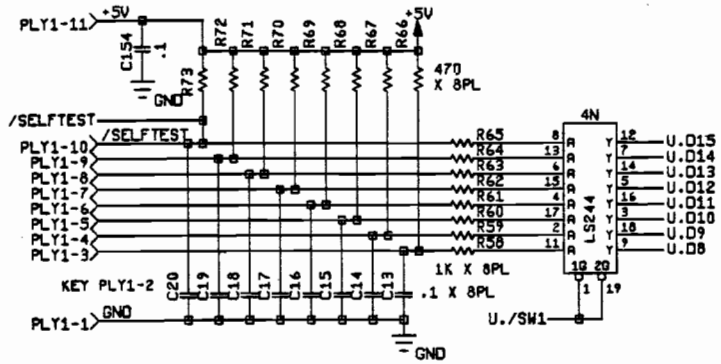 +5V
PLY1-11
C154
.1
GND
R73
R72
R71
R70
R69
R68
R67
R66
+5V
470
X 8PL
/SELFTEST
/SELFTEST
PLY1-10
PLY1-9
PLY1-8
PLY1-7
PLY1-6
PLY1-5
PLY1-4
PLY1-3
R65
R64
R63
R62
R61
R60
R59
R58
1K X 8PL
4N
LS244
8 A Y 12 U.D15
13 A Y 7 U.D14
6 A Y 14 U.D13
15 A Y 5 U.D12
4 A Y 16 U.D11
17 A Y 3 U.D10
2 A Y 18 U.D9
11 A Y 9 U.D8
1G 2G
1 19
U./SW1
KEY PLY1-2
C20
C19
C18
C17
C16
C15
C14
C13
.1 X 8PL
PLY1-1
GND
GND